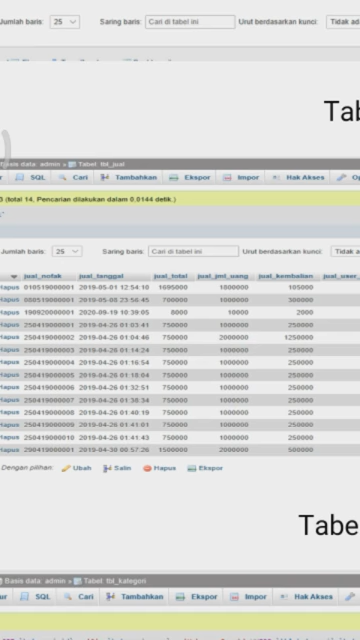 Jumlah baris: 25 Saring baris: Cari di tabel ini Urut berdasarkan kunci: Tidak ad
Tab
Basis data: admin » Tabel: tbl_jual
SQL Cari Tambahkan Ekspor Impor Hak Akses Op
(total 14, Pencarian dilakukan dalam 0,0144 detik.)
Jumlah baris: 25 Saring baris: Cari di tabel ini Urut berdasarkan kunci: Tidak a
jual_nofak jual_tanggal jual_total jual_jml_uang jual_kembalian jual_user_
Hapus 010519000001 2019-05-01 12:54:10 1695000 1800000 105000
Hapus 080519000001 2019-05-08 23:56:45 700000 1000000 300000
Hapus 190920000001 2020-09-19 10:39:05 8000 10000 2000
Hapus 250419000001 2019-04-26 01:03:41 750000 1000000 250000
Hapus 250419000002 2019-04-26 01:04:46 750000 2000000 1250000
Hapus 250419000003 2019-04-26 01:14:24 750000 1000000 250000
Hapus 250419000004 2019-04-26 01:16:54 750000 1000000 250000
Hapus 250419000005 2019-04-26 01:18:04 750000 1000000 250000
Hapus 250419000006 2019-04-26 01:32:51 750000 1000000 250000
Hapus 250419000007 2019-04-26 01:38:34 750000 1000000 250000
Hapus 250419000008 2019-04-26 01:40:19 750000 1000000 250000
Hapus 250419000009 2019-04-26 01:41:01 750000 1000000 250000
Hapus 250419000010 2019-04-26 01:41:43 750000 1000000 250000
Hapus 250419000001 2019-04-30 00:57:26 1500000 2000000 500000
Dengan pilihan: Ubah Salin Hapus Ekspor
Tabe
Basis data: admin » Tabel: tbl_kategori
ur SQL Cari Tambahkan Ekspor Impor Hak Akses